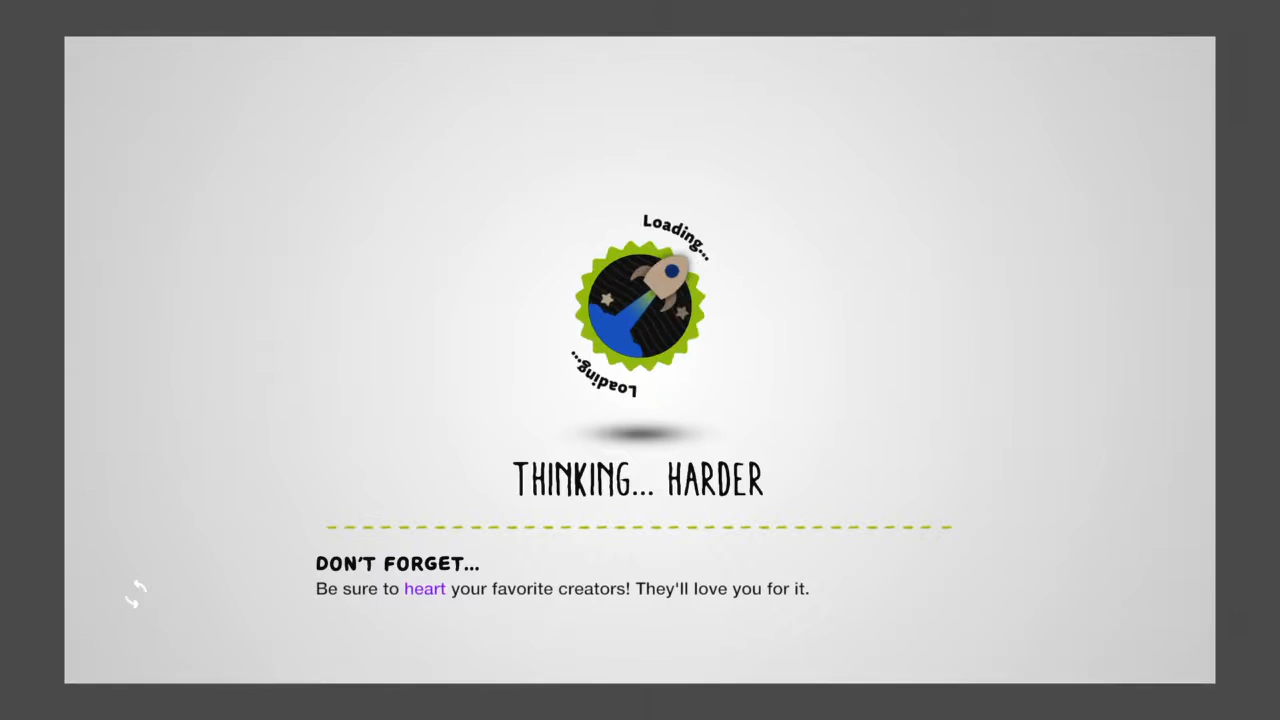 Loading...
Loading...
THINKING... HARDER
DON'T FORGET...
Be sure to heart your favorite creators! They'll love you for it.